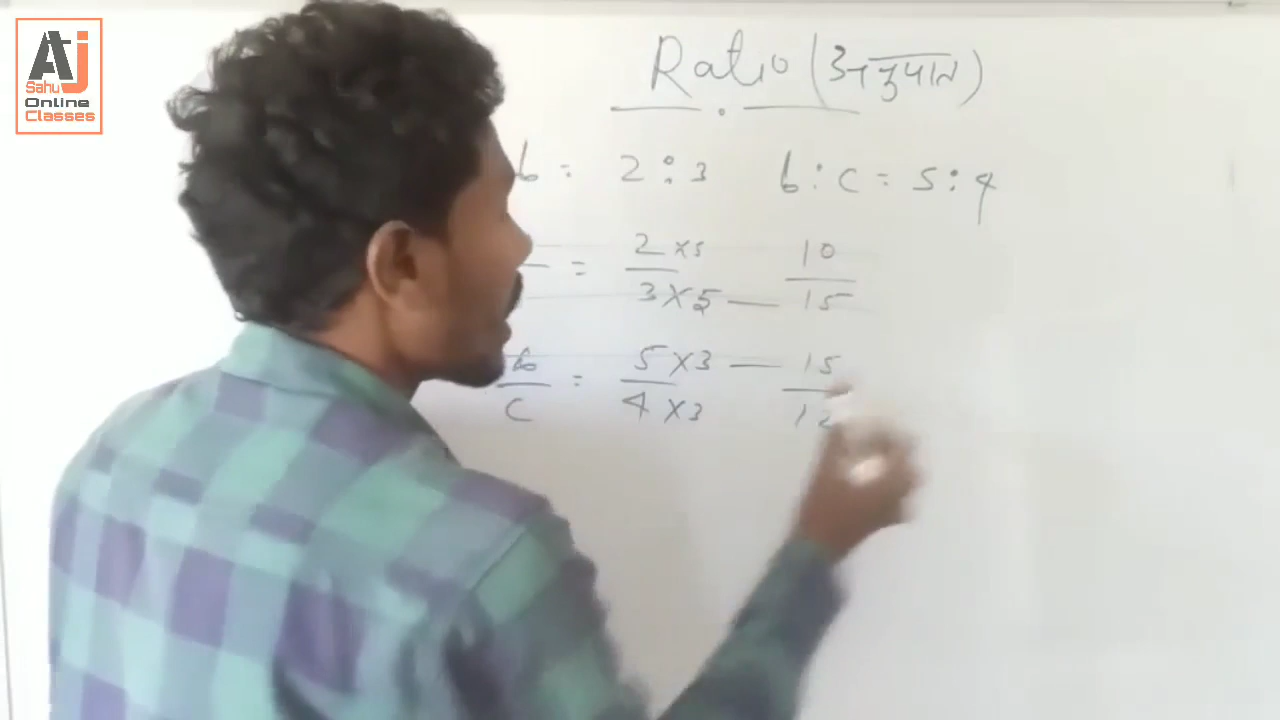 AJ
Sahu
Online
Classes
Ratio (अनुपात)
b = 2 : 3 b : c = 5 : 4
= 2 x 5 10
3 x 5 — 15
b = 5 x 3 — 15
c 4 x 3 12